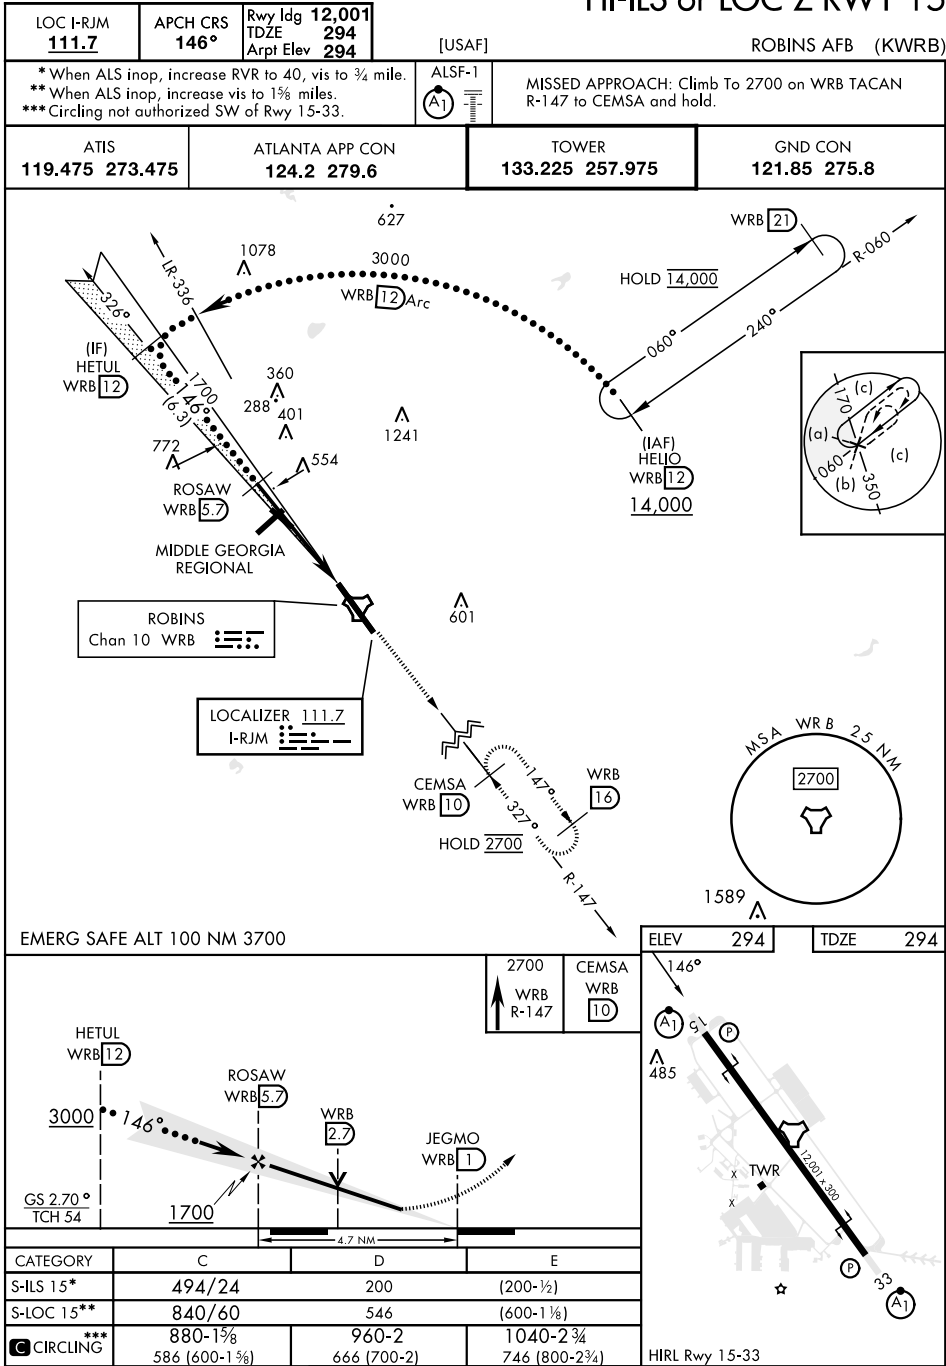 HI-ILS or LOC Z RWY 15
LOC I-RJM
111.7
APCH CRS
146°
Rwy ldg 12,001
TDZE 294
Arpt Elev 294
[USAF]
ROBINS AFB (KWRB)
* When ALS inop, increase RVR to 40, vis to ¾ mile.
** When ALS inop, increase vis to 1⅝ miles.
*** Circling not authorized SW of Rwy 15-33.
ALSF-1
A1
MISSED APPROACH: Climb To 2700 on WRB TACAN
R-147 to CEMSA and hold.
ATIS
119.475 273.475
ATLANTA APP CON
124.2 279.6
TOWER
133.225 257.975
GND CON
121.85 275.8
627
1078
3000
WRB 12 Arc
LR-336
326°
(IF)
HETUL
WRB 12
1700
146°
(6.3)
360
288
401
1241
772
554
ROSAW
WRB 5.7
MIDDLE GEORGIA
REGIONAL
WRB 21
R-060
HOLD 14,000
060°
240°
(IAF)
HELIO
WRB 12
14,000
(c)
170
(a)
(c)
060
(b)
350
ROBINS
Chan 10 WRB
601
LOCALIZER 111.7
I-RJM
CEMSA
WRB 10
147°
327°
WRB
16
HOLD 2700
R-147
MSA WRB 25 NM
2700
1589
EMERG SAFE ALT 100 NM 3700
ELEV 294
TDZE 294
2700
WRB
R-147
CEMSA
WRB
10
HETUL
WRB 12
3000
146°
ROSAW
WRB 5.7
WRB
2.7
JEGMO
WRB 1
GS 2.70°
TCH 54
1700
4.7 NM
146°
A1
15
P
485
TWR
X
X
12,001 x 300
P
33
A1
HIRL Rwy 15-33
CATEGORY C D E
S-ILS 15* 494/24 200 (200-½)
S-LOC 15** 840/60 546 (600-1⅛)
C CIRCLING*** 880-1⅝ 960-2 1040-2¾
586 (600-1⅝) 666 (700-2) 746 (800-2¾)